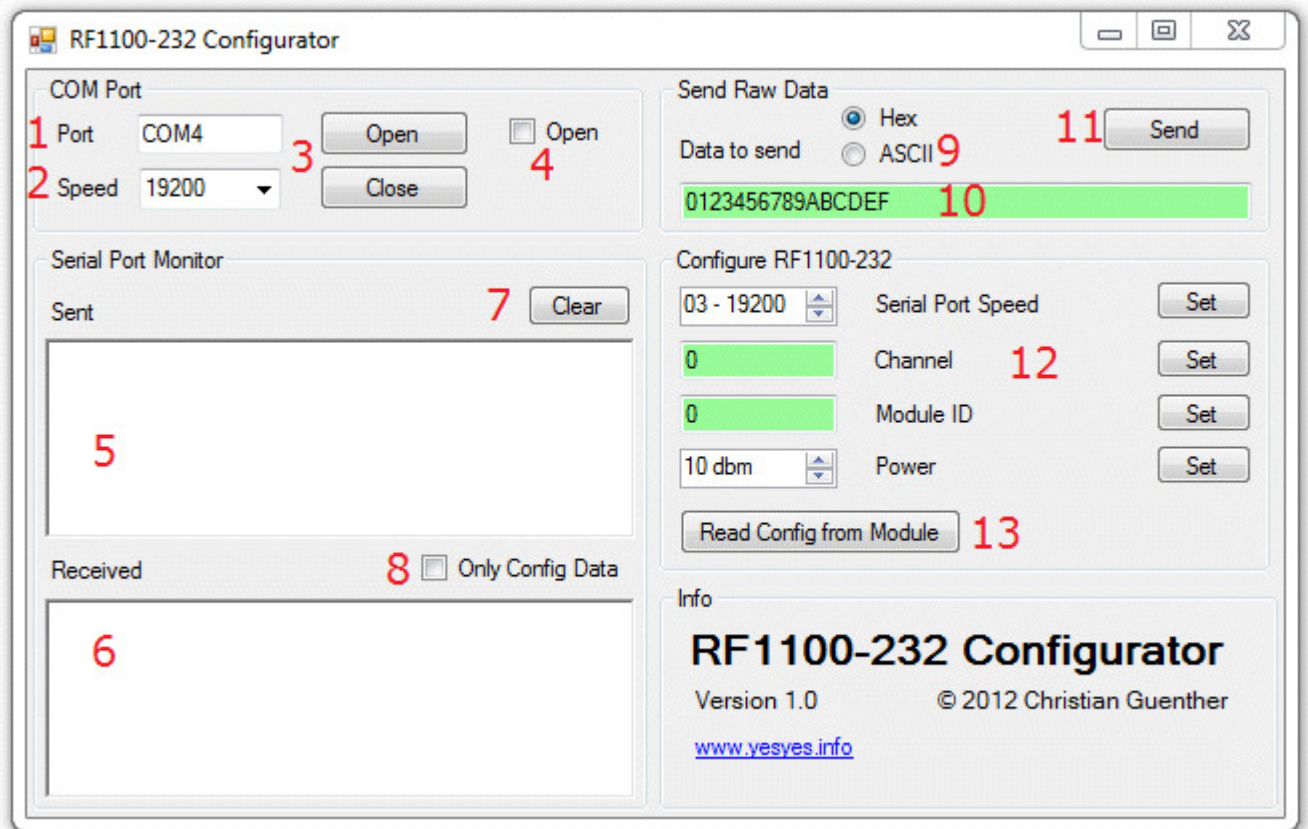 RF1100-232 Configurator
COM Port
1 Port COM4 3 Open Open
4
2 Speed 19200 Close
Send Raw Data
Data to send Hex
ASCII 9
11 Send
0123456789ABCDEF 10
Serial Port Monitor
Sent 7 Clear
5
Received 8 Only Config Data
6
Configure RF1100-232
03 - 19200 Serial Port Speed Set
0 Channel 12 Set
0 Module ID Set
10 dbm Power Set
Read Config from Module 13
Info
RF1100-232 Configurator
Version 1.0 © 2012 Christian Guenther
www.yesyes.info